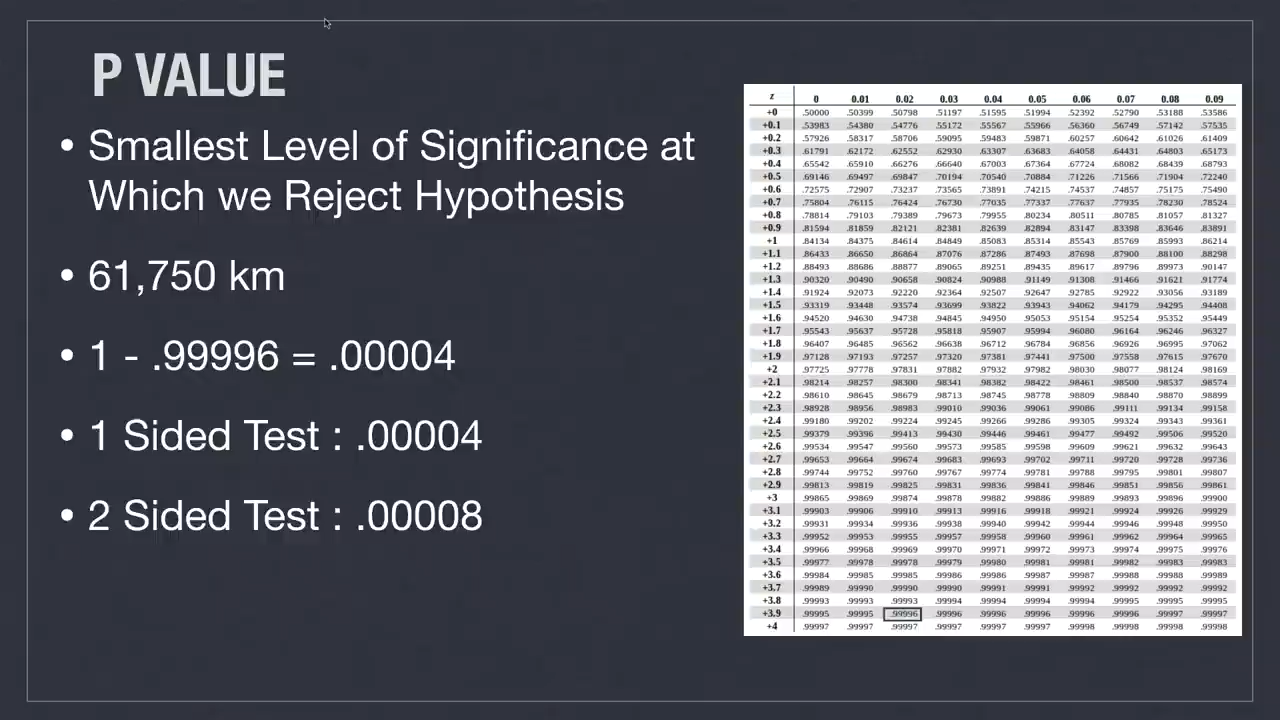 P VALUE
• Smallest Level of Significance at
Which we Reject Hypothesis
• 61,750 km
• 1 - .99996 = .00004
• 1 Sided Test : .00004
• 2 Sided Test : .00008
z 0 0.01 0.02 0.03 0.04 0.05 0.06 0.07 0.08 0.09
+0 .50000 .50399 .50798 .51197 .51595 .51994 .52392 .52790 .53188 .53586
+0.1 .53983 .54380 .54776 .55172 .55567 .55966 .56360 .56749 .57142 .57535
+0.2 .57926 .58317 .58706 .59095 .59483 .59871 .60257 .60642 .61026 .61409
+0.3 .61791 .62172 .62552 .62930 .63307 .63683 .64058 .64431 .64803 .65173
+0.4 .65542 .65910 .66276 .66640 .67003 .67364 .67724 .68082 .68439 .68793
+0.5 .69146 .69497 .69847 .70194 .70540 .70884 .71226 .71566 .71904 .72240
+0.6 .72575 .72907 .73237 .73565 .73891 .74215 .74537 .74857 .75175 .75490
+0.7 .75804 .76115 .76424 .76730 .77035 .77337 .77637 .77935 .78230 .78524
+0.8 .78814 .79103 .79389 .79673 .79955 .80234 .80511 .80785 .81057 .81327
+0.9 .81594 .81859 .82121 .82381 .82639 .82894 .83147 .83398 .83646 .83891
+1 .84134 .84375 .84614 .84849 .85083 .85314 .85543 .85769 .85993 .86214
+1.1 .86433 .86650 .86864 .87076 .87286 .87493 .87698 .87900 .88100 .88298
+1.2 .88493 .88686 .88877 .89065 .89251 .89435 .89617 .89796 .89973 .90147
+1.3 .90320 .90490 .90658 .90824 .90988 .91149 .91308 .91466 .91621 .91774
+1.4 .91924 .92073 .92220 .92364 .92507 .92647 .92785 .92922 .93056 .93189
+1.5 .93319 .93448 .93574 .93699 .93822 .93943 .94062 .94179 .94295 .94408
+1.6 .94520 .94630 .94738 .94845 .94950 .95053 .95154 .95254 .95352 .95449
+1.7 .95543 .95637 .95728 .95818 .95907 .95994 .96080 .96164 .96246 .96327
+1.8 .96407 .96485 .96562 .96638 .96712 .96784 .96856 .96926 .96995 .97062
+1.9 .97128 .97193 .97257 .97320 .97381 .97441 .97500 .97558 .97615 .97670
+2 .97725 .97778 .97831 .97882 .97932 .97982 .98030 .98077 .98124 .98169
+2.1 .98214 .98257 .98300 .98341 .98382 .98422 .98461 .98500 .98537 .98574
+2.2 .98610 .98645 .98679 .98713 .98745 .98778 .98809 .98840 .98870 .98899
+2.3 .98928 .98956 .98983 .99010 .99036 .99061 .99086 .99111 .99134 .99158
+2.4 .99180 .99202 .99224 .99245 .99266 .99286 .99305 .99324 .99343 .99361
+2.5 .99379 .99396 .99413 .99430 .99446 .99461 .99477 .99492 .99506 .99520
+2.6 .99534 .99547 .99560 .99573 .99585 .99598 .99609 .99621 .99632 .99643
+2.7 .99653 .99664 .99674 .99683 .99693 .99702 .99711 .99720 .99728 .99736
+2.8 .99744 .99752 .99760 .99767 .99774 .99781 .99788 .99795 .99801 .99807
+2.9 .99813 .99819 .99825 .99831 .99836 .99841 .99846 .99851 .99856 .99861
+3 .99865 .99869 .99874 .99878 .99882 .99886 .99889 .99893 .99896 .99900
+3.1 .99903 .99906 .99910 .99913 .99916 .99918 .99921 .99924 .99926 .99929
+3.2 .99931 .99934 .99936 .99938 .99940 .99942 .99944 .99946 .99948 .99950
+3.3 .99952 .99953 .99955 .99957 .99958 .99960 .99961 .99962 .99964 .99965
+3.4 .99966 .99968 .99969 .99970 .99971 .99972 .99973 .99974 .99975 .99976
+3.5 .99977 .99978 .99978 .99979 .99980 .99981 .99981 .99982 .99983 .99983
+3.6 .99984 .99985 .99985 .99986 .99986 .99987 .99987 .99988 .99988 .99989
+3.7 .99989 .99990 .99990 .99990 .99991 .99991 .99992 .99992 .99992 .99992
+3.8 .99993 .99993 .99993 .99994 .99994 .99994 .99994 .99995 .99995 .99995
+3.9 .99995 .99995 .99996 .99996 .99996 .99996 .99996 .99996 .99997 .99997
+4 .99997 .99997 .99997 .99997 .99997 .99997 .99998 .99998 .99998 .99998